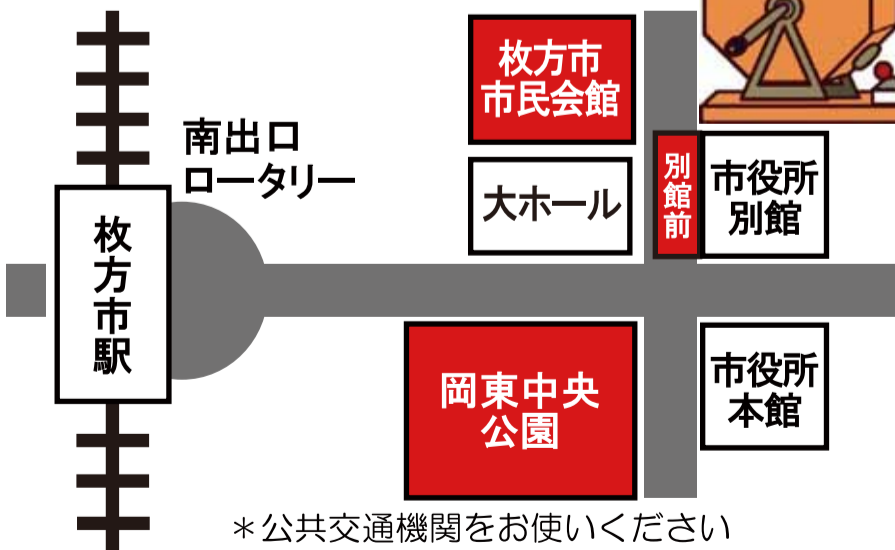 枚方市
市民会館
南出口
ロータリー
別館前
市役所
別館
大ホール
枚方市駅
岡東中央
公園
市役所
本館
＊公共交通機関をお使いください